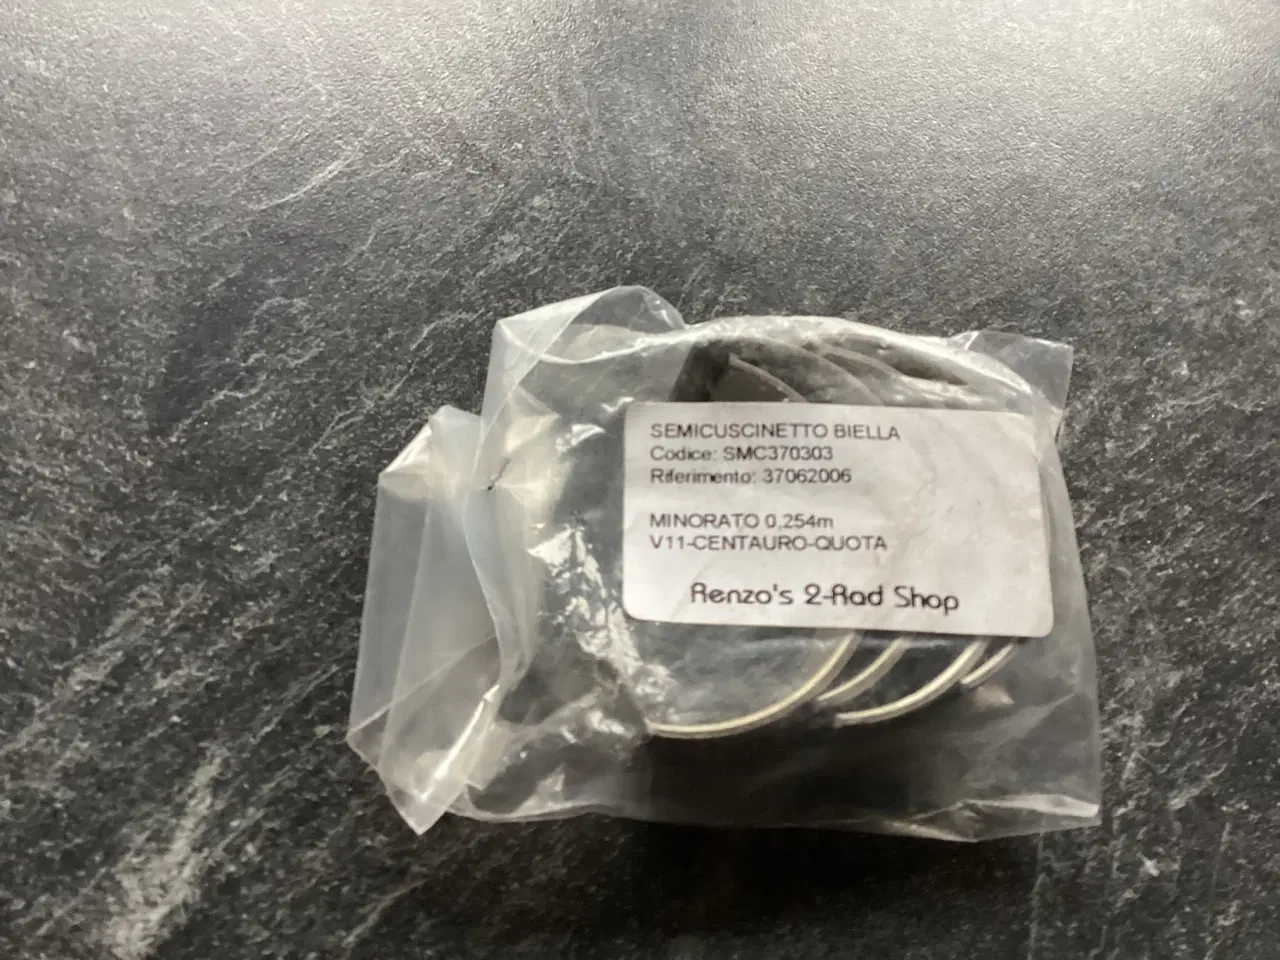 SEMICUSCINETTO BIELLA
Codice: SMC370303
Riferimento: 37062006
MINORATO 0,254m
V11-CENTAURO-QUOTA
Renzo's 2-Rad Shop